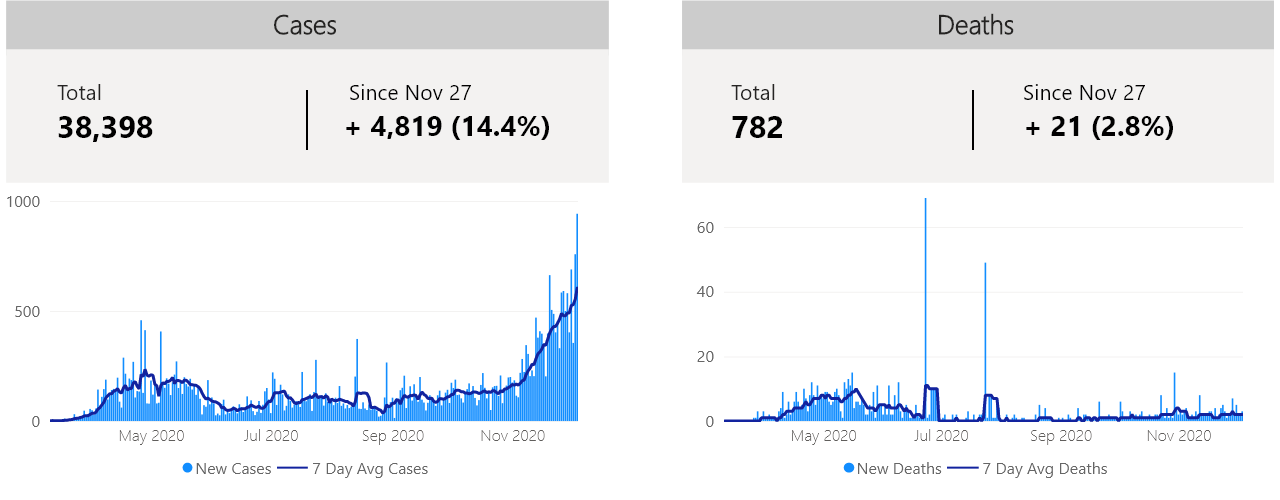 Cases
Total
38,398
Since Nov 27
+ 4,819 (14.4%)
1000
500
0
May 2020
Jul 2020
Sep 2020
Nov 2020
New Cases
7 Day Avg Cases
Deaths
Total
782
Since Nov 27
+ 21 (2.8%)
60
40
20
0
May 2020
Jul 2020
Sep 2020
Nov 2020
New Deaths
7 Day Avg Deaths